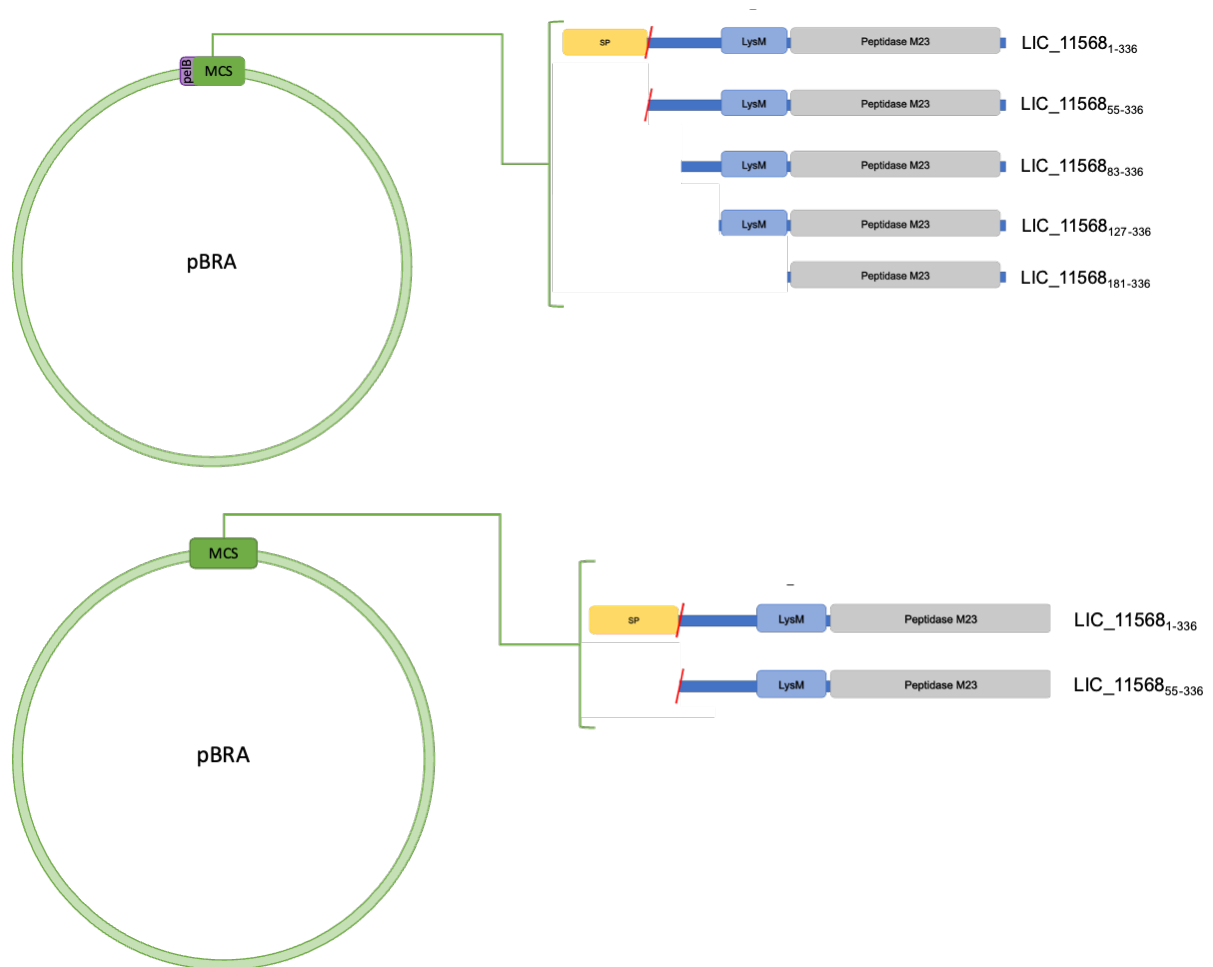 pelB MCS
SP LysM Peptidase M23 LIC_11568₁₋₃₃₆
LysM Peptidase M23 LIC_11568₅₅₋₃₃₆
LysM Peptidase M23 LIC_11568₈₃₋₃₃₆
LysM Peptidase M23 LIC_11568₁₂₇₋₃₃₆
Peptidase M23 LIC_11568₁₈₁₋₃₃₆
pBRA
MCS
SP LysM Peptidase M23 LIC_11568₁₋₃₃₆
LysM Peptidase M23 LIC_11568₅₅₋₃₃₆
pBRA